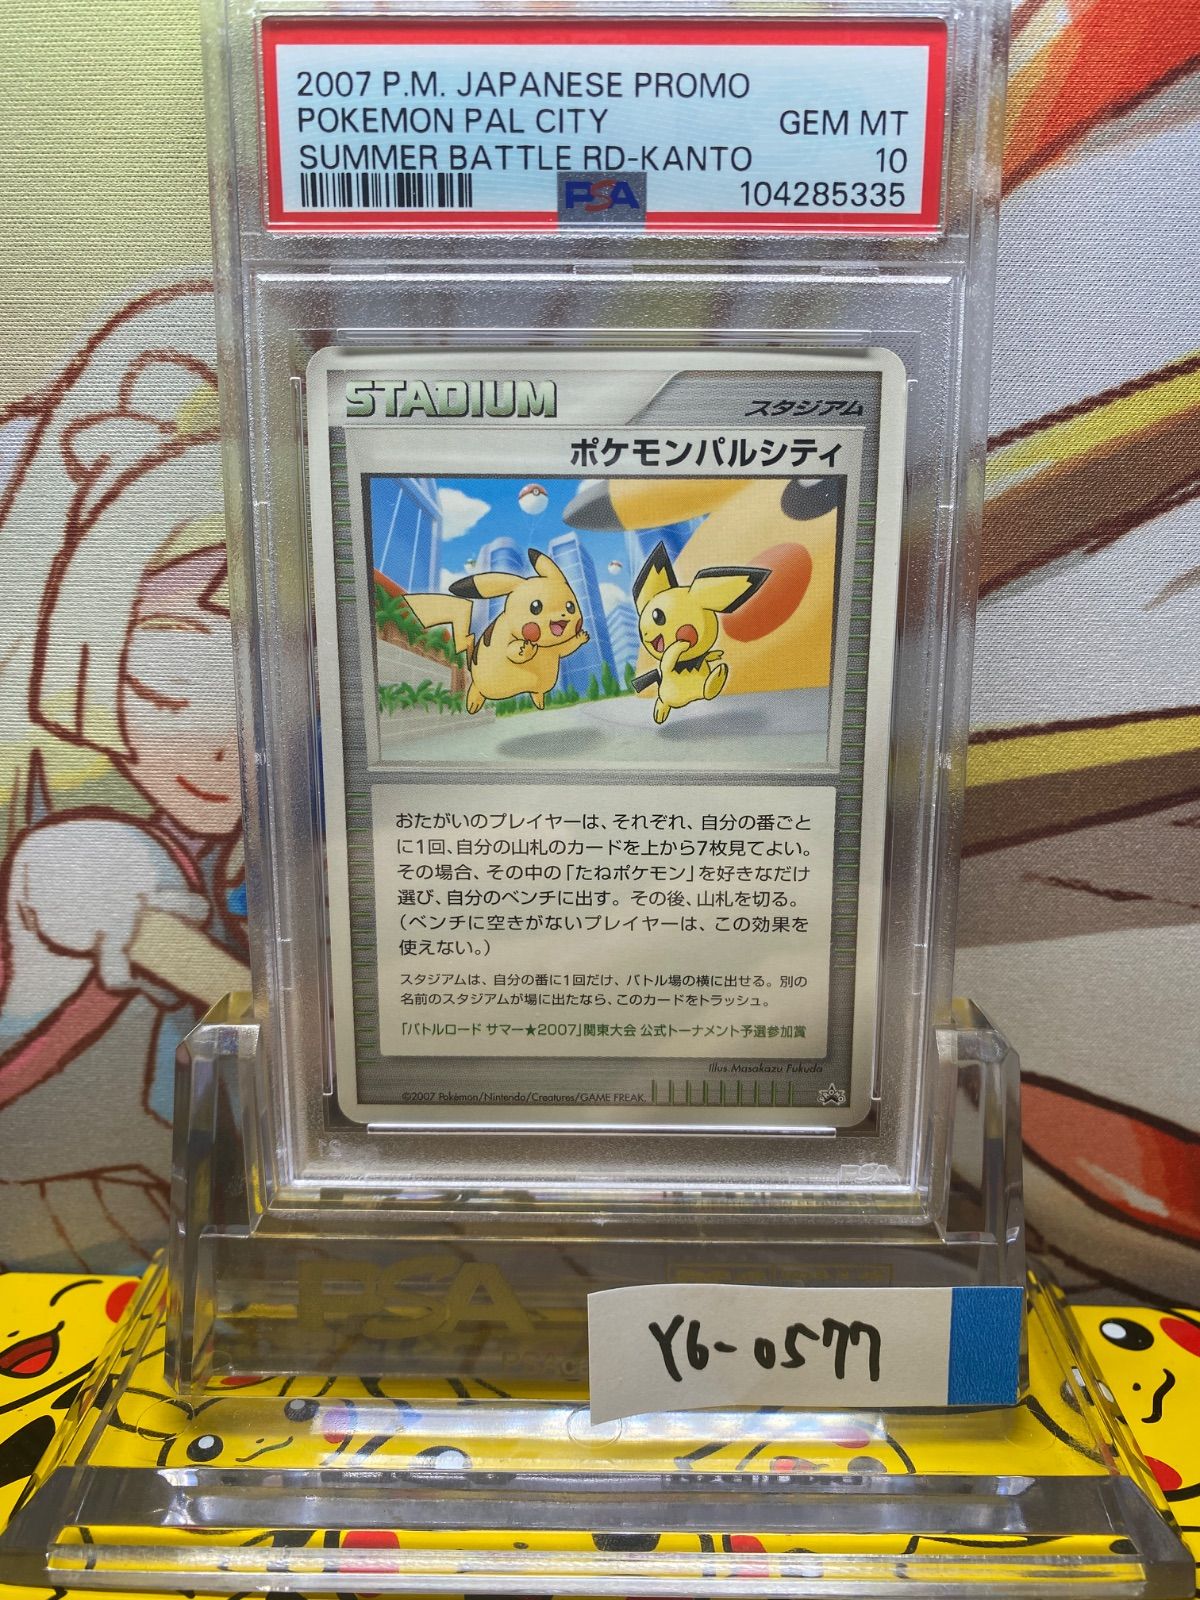 2007 P.M. JAPANESE PROMO
POKEMON PAL CITY GEM MT
SUMMER BATTLE RD-KANTO 10
PSA 104285335
STADIUM スタジアム
ポケモンパルシティ
おたがいのプレイヤーは、それぞれ、自分の番ごと
に1回、自分の山札のカードを上から7枚見てよい。
その場合、その中の「たねポケモン」を好きなだけ
選び、自分のベンチに出す。その後、山札を切る。
(ベンチに空きがないプレイヤーは、この効果を
使えない。)
スタジアムは、自分の番に1回だけ、バトル場の横に出せる。別の
名前のスタジアムが場に出たなら、このカードをトラッシュ。
「バトルロード サマー★2007」関東大会 公式トーナメント予選参加賞
Illus. Masakazu Fukuda
©2007 Pokémon/Nintendo/Creatures/GAME FREAK.
PSA
PSA
Y6-0577